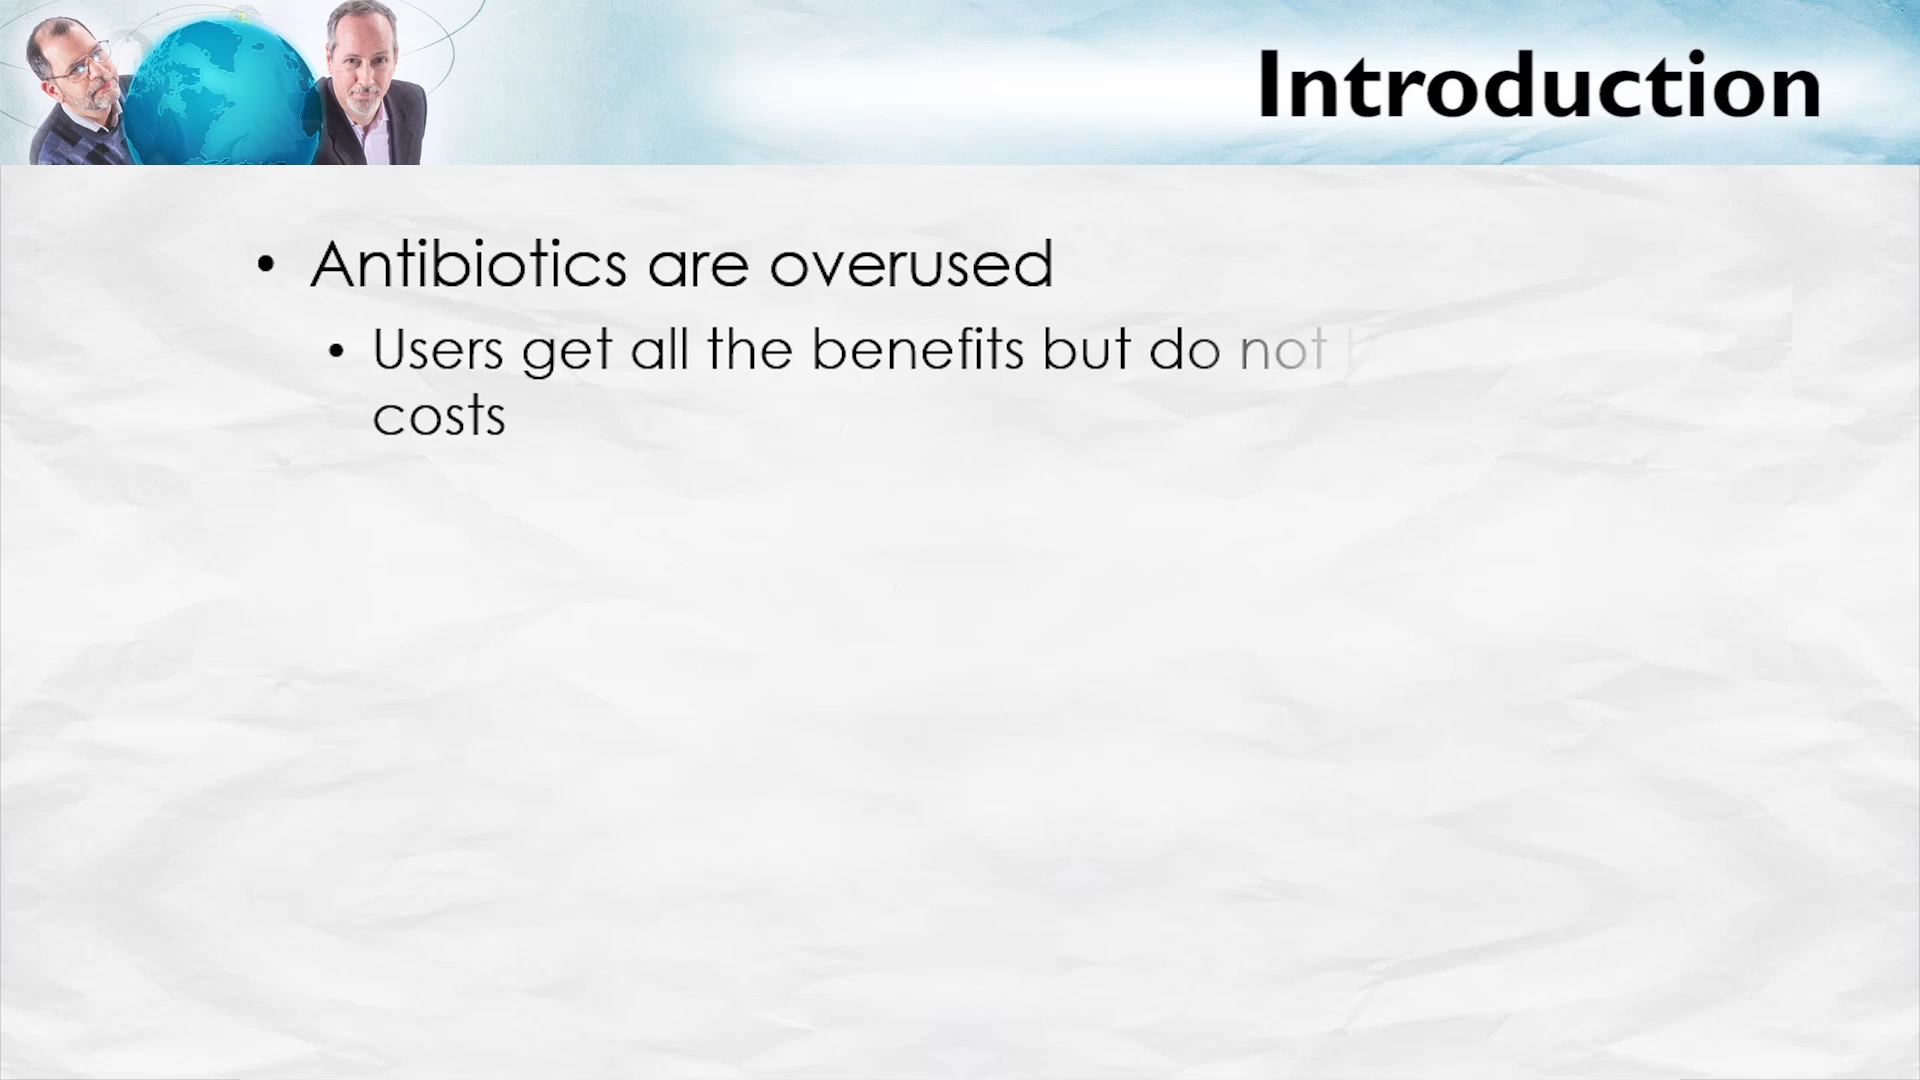 Introduction
• Antibiotics are overused
• Users get all the benefits but do not
costs